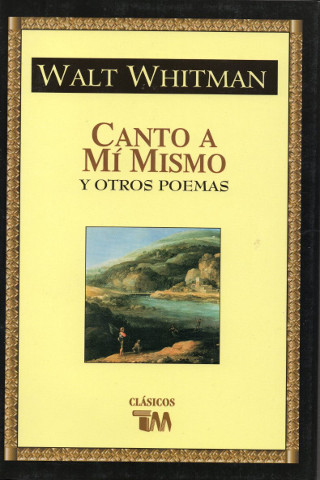 WALT WHITMAN
CANTO A
MÍ MISMO
Y OTROS POEMAS
CLÁSICOS
TM